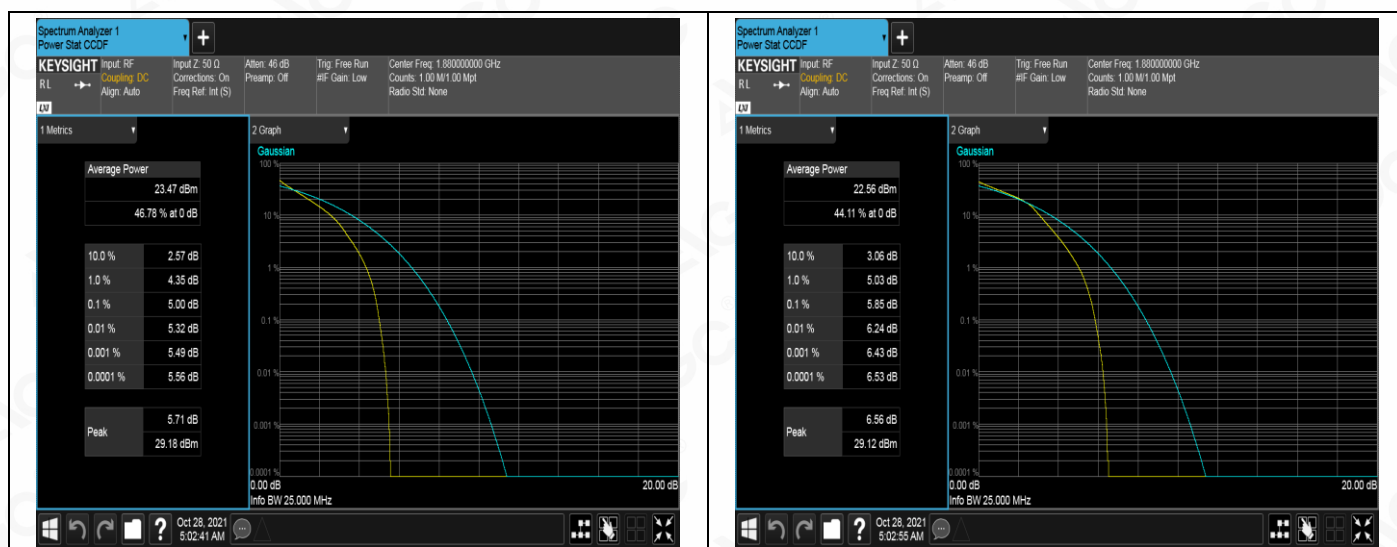 Spectrum Analyzer 1
Power Stat CCDF
+
KEYSIGHT Input: RF Input Z: 50 Ω Atten: 46 dB Trig: Free Run Center Freq: 1.880000000 GHz
RL Coupling: DC Corrections: On Preamp: Off #IF Gain: Low Counts: 1.00 M/1.00 Mpt
Align: Auto Freq Ref: Int (S) Radio Std: None
LXI
1 Metrics
Average Power
23.47 dBm
46.78 % at 0 dB
10.0 % 2.57 dB
1.0 % 4.35 dB
0.1 % 5.00 dB
0.01 % 5.32 dB
0.001 % 5.49 dB
0.0001 % 5.56 dB
Peak 5.71 dB
29.18 dBm
2 Graph
Gaussian
100 %
10 %
1 %
0.1 %
0.01 %
0.001 %
0.0001 %
0.00 dB 20.00 dB
Info BW 25.000 MHz
? Oct 28, 2021
5:02:41 AM
Spectrum Analyzer 1
Power Stat CCDF
+
KEYSIGHT Input: RF Input Z: 50 Ω Atten: 46 dB Trig: Free Run Center Freq: 1.880000000 GHz
RL Coupling: DC Corrections: On Preamp: Off #IF Gain: Low Counts: 1.00 M/1.00 Mpt
Align: Auto Freq Ref: Int (S) Radio Std: None
LXI
1 Metrics
Average Power
22.56 dBm
44.11 % at 0 dB
10.0 % 3.06 dB
1.0 % 5.03 dB
0.1 % 5.85 dB
0.01 % 6.24 dB
0.001 % 6.43 dB
0.0001 % 6.53 dB
Peak 6.56 dB
29.12 dBm
2 Graph
Gaussian
100 %
10 %
1 %
0.1 %
0.01 %
0.001 %
0.0001 %
0.00 dB 20.00 dB
Info BW 25.000 MHz
? Oct 28, 2021
5:02:55 AM